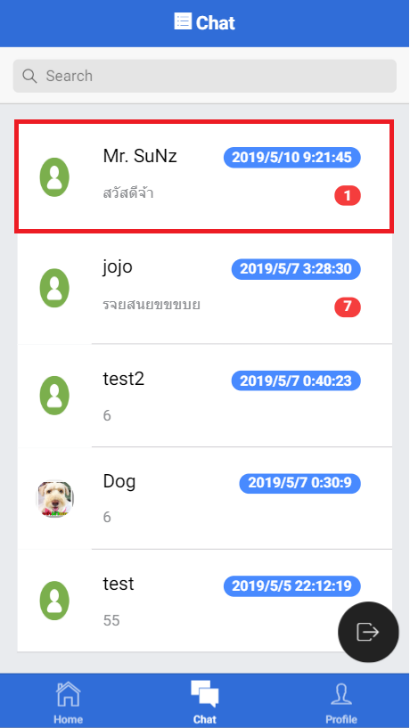 Chat
Search
Mr. SuNz 2019/5/10 9:21:45
สวัสดีจ้า 1
jojo 2019/5/7 3:28:30
รจยสนยขขขบย 7
test2 2019/5/7 0:40:23
6
Dog 2019/5/7 0:30:9
6
test 2019/5/5 22:12:19
55
Home Chat Profile